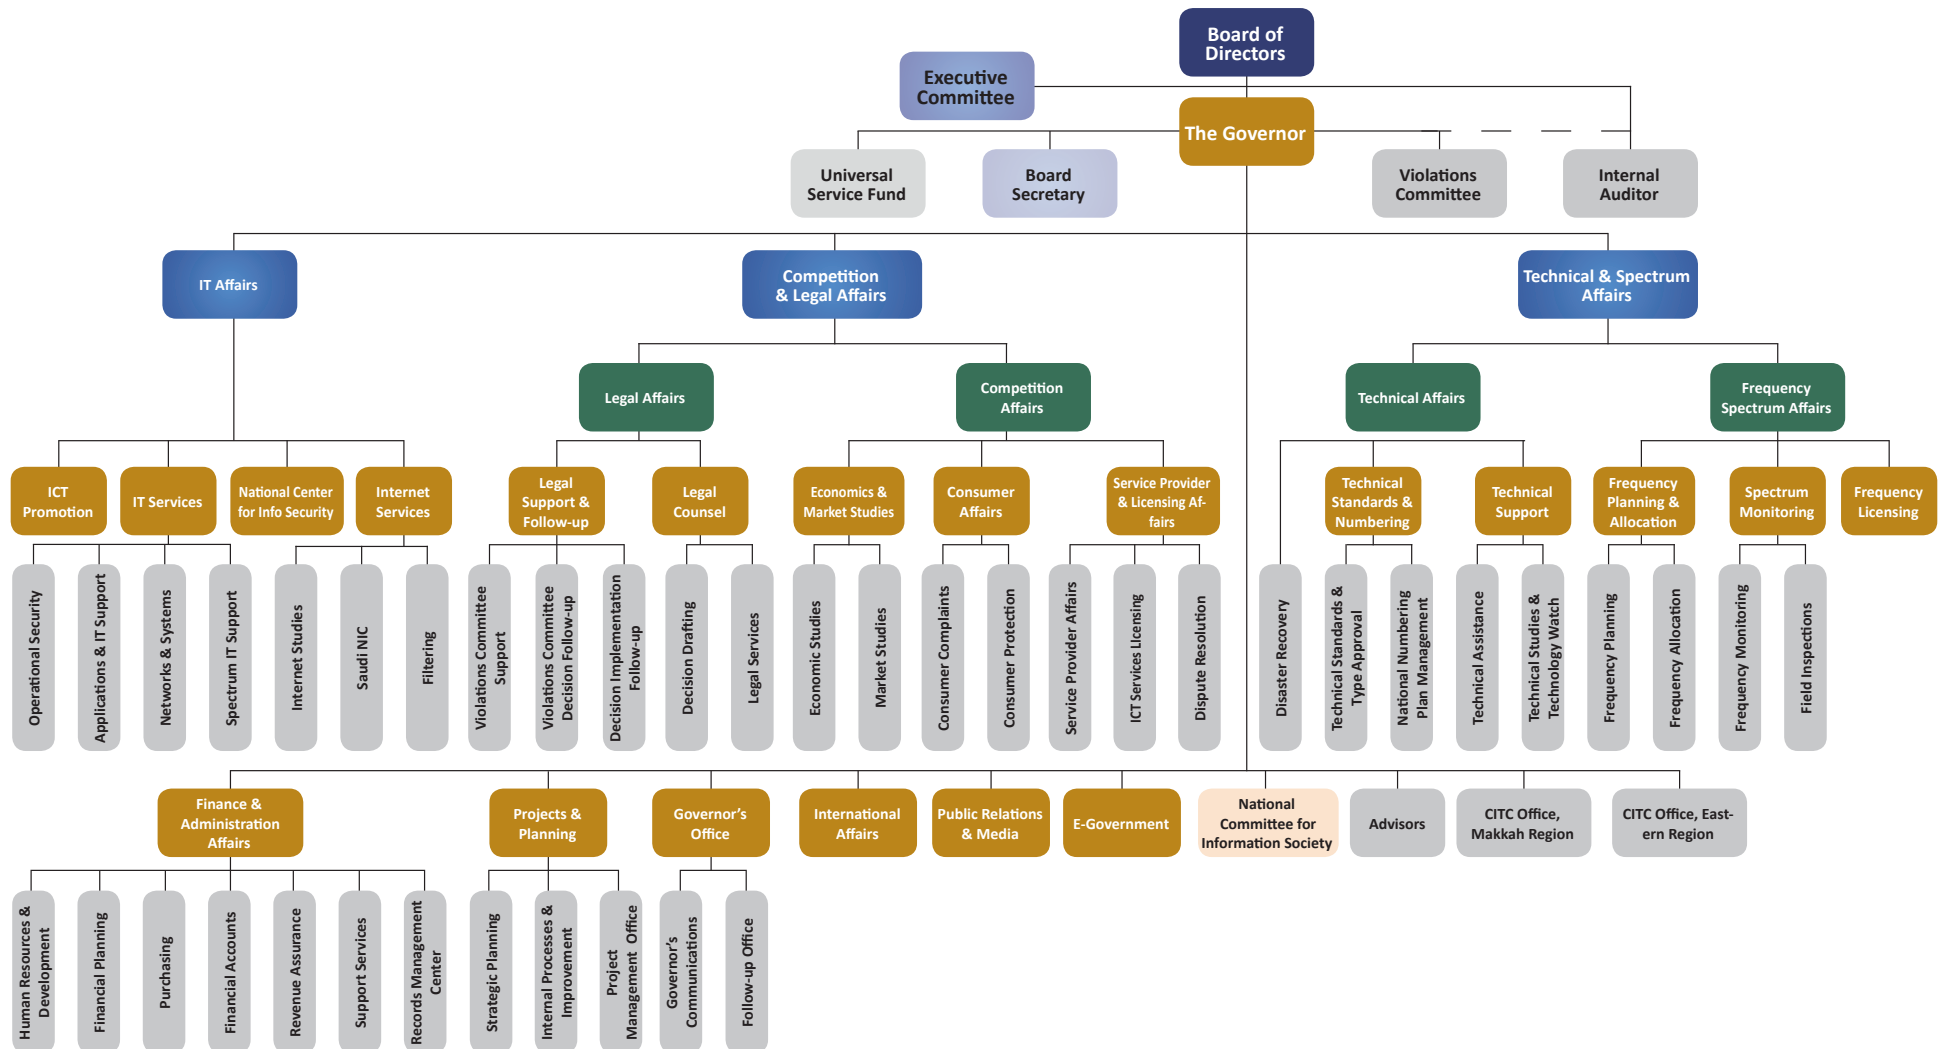 Board of
Directors
Executive
Committee
The Governor
Universal
Service Fund
Board
Secretary
Violations
Committee
Internal
Auditor
IT Affairs
Competition
& Legal Affairs
Technical & Spectrum
Affairs
Legal Affairs
Competition
Affairs
Technical Affairs
Frequency
Spectrum Affairs
ICT
Promotion
IT Services
National Center
for Info Security
Internet
Services
Legal
Support &
Follow-up
Legal
Counsel
Economics &
Market Studies
Consumer
Affairs
Service Provider
& Licensing Af-
fairs
Technical
Standards &
Numbering
Technical
Support
Frequency
Planning &
Allocation
Spectrum
Monitoring
Frequency
Licensing
Operational Security
Applications & IT Support
Networks & Systems
Spectrum IT Support
Internet Studies
Saudi NIC
Filtering
Violations Committee
Support
Violations Committee
Decision Follow-up
Decision Implementation
Follow-up
Decision Drafting
Legal Services
Economic Studies
Market Studies
Consumer Complaints
Consumer Protection
Service Provider Affairs
ICT Services Licensing
Dispute Resolution
Disaster Recovery
Technical Standards &
Type Approval
National Numbering
Plan Management
Technical Assistance
Technical Studies &
Technology Watch
Frequency Planning
Frequency Allocation
Frequency Monitoring
Field Inspections
Finance &
Administration
Affairs
Projects &
Planning
Governor's
Office
International
Affairs
Public Relations
& Media
E-Government
National
Committee for
Information Society
Advisors
CITC Office,
Makkah Region
CITC Office, East-
ern Region
Human Resources &
Development
Financial Planning
Purchasing
Financial Accounts
Revenue Assurance
Support Services
Records Management
Center
Strategic Planning
Internal Processes &
Improvement
Project
Management Office
Governor's
Communications
Follow-up Office